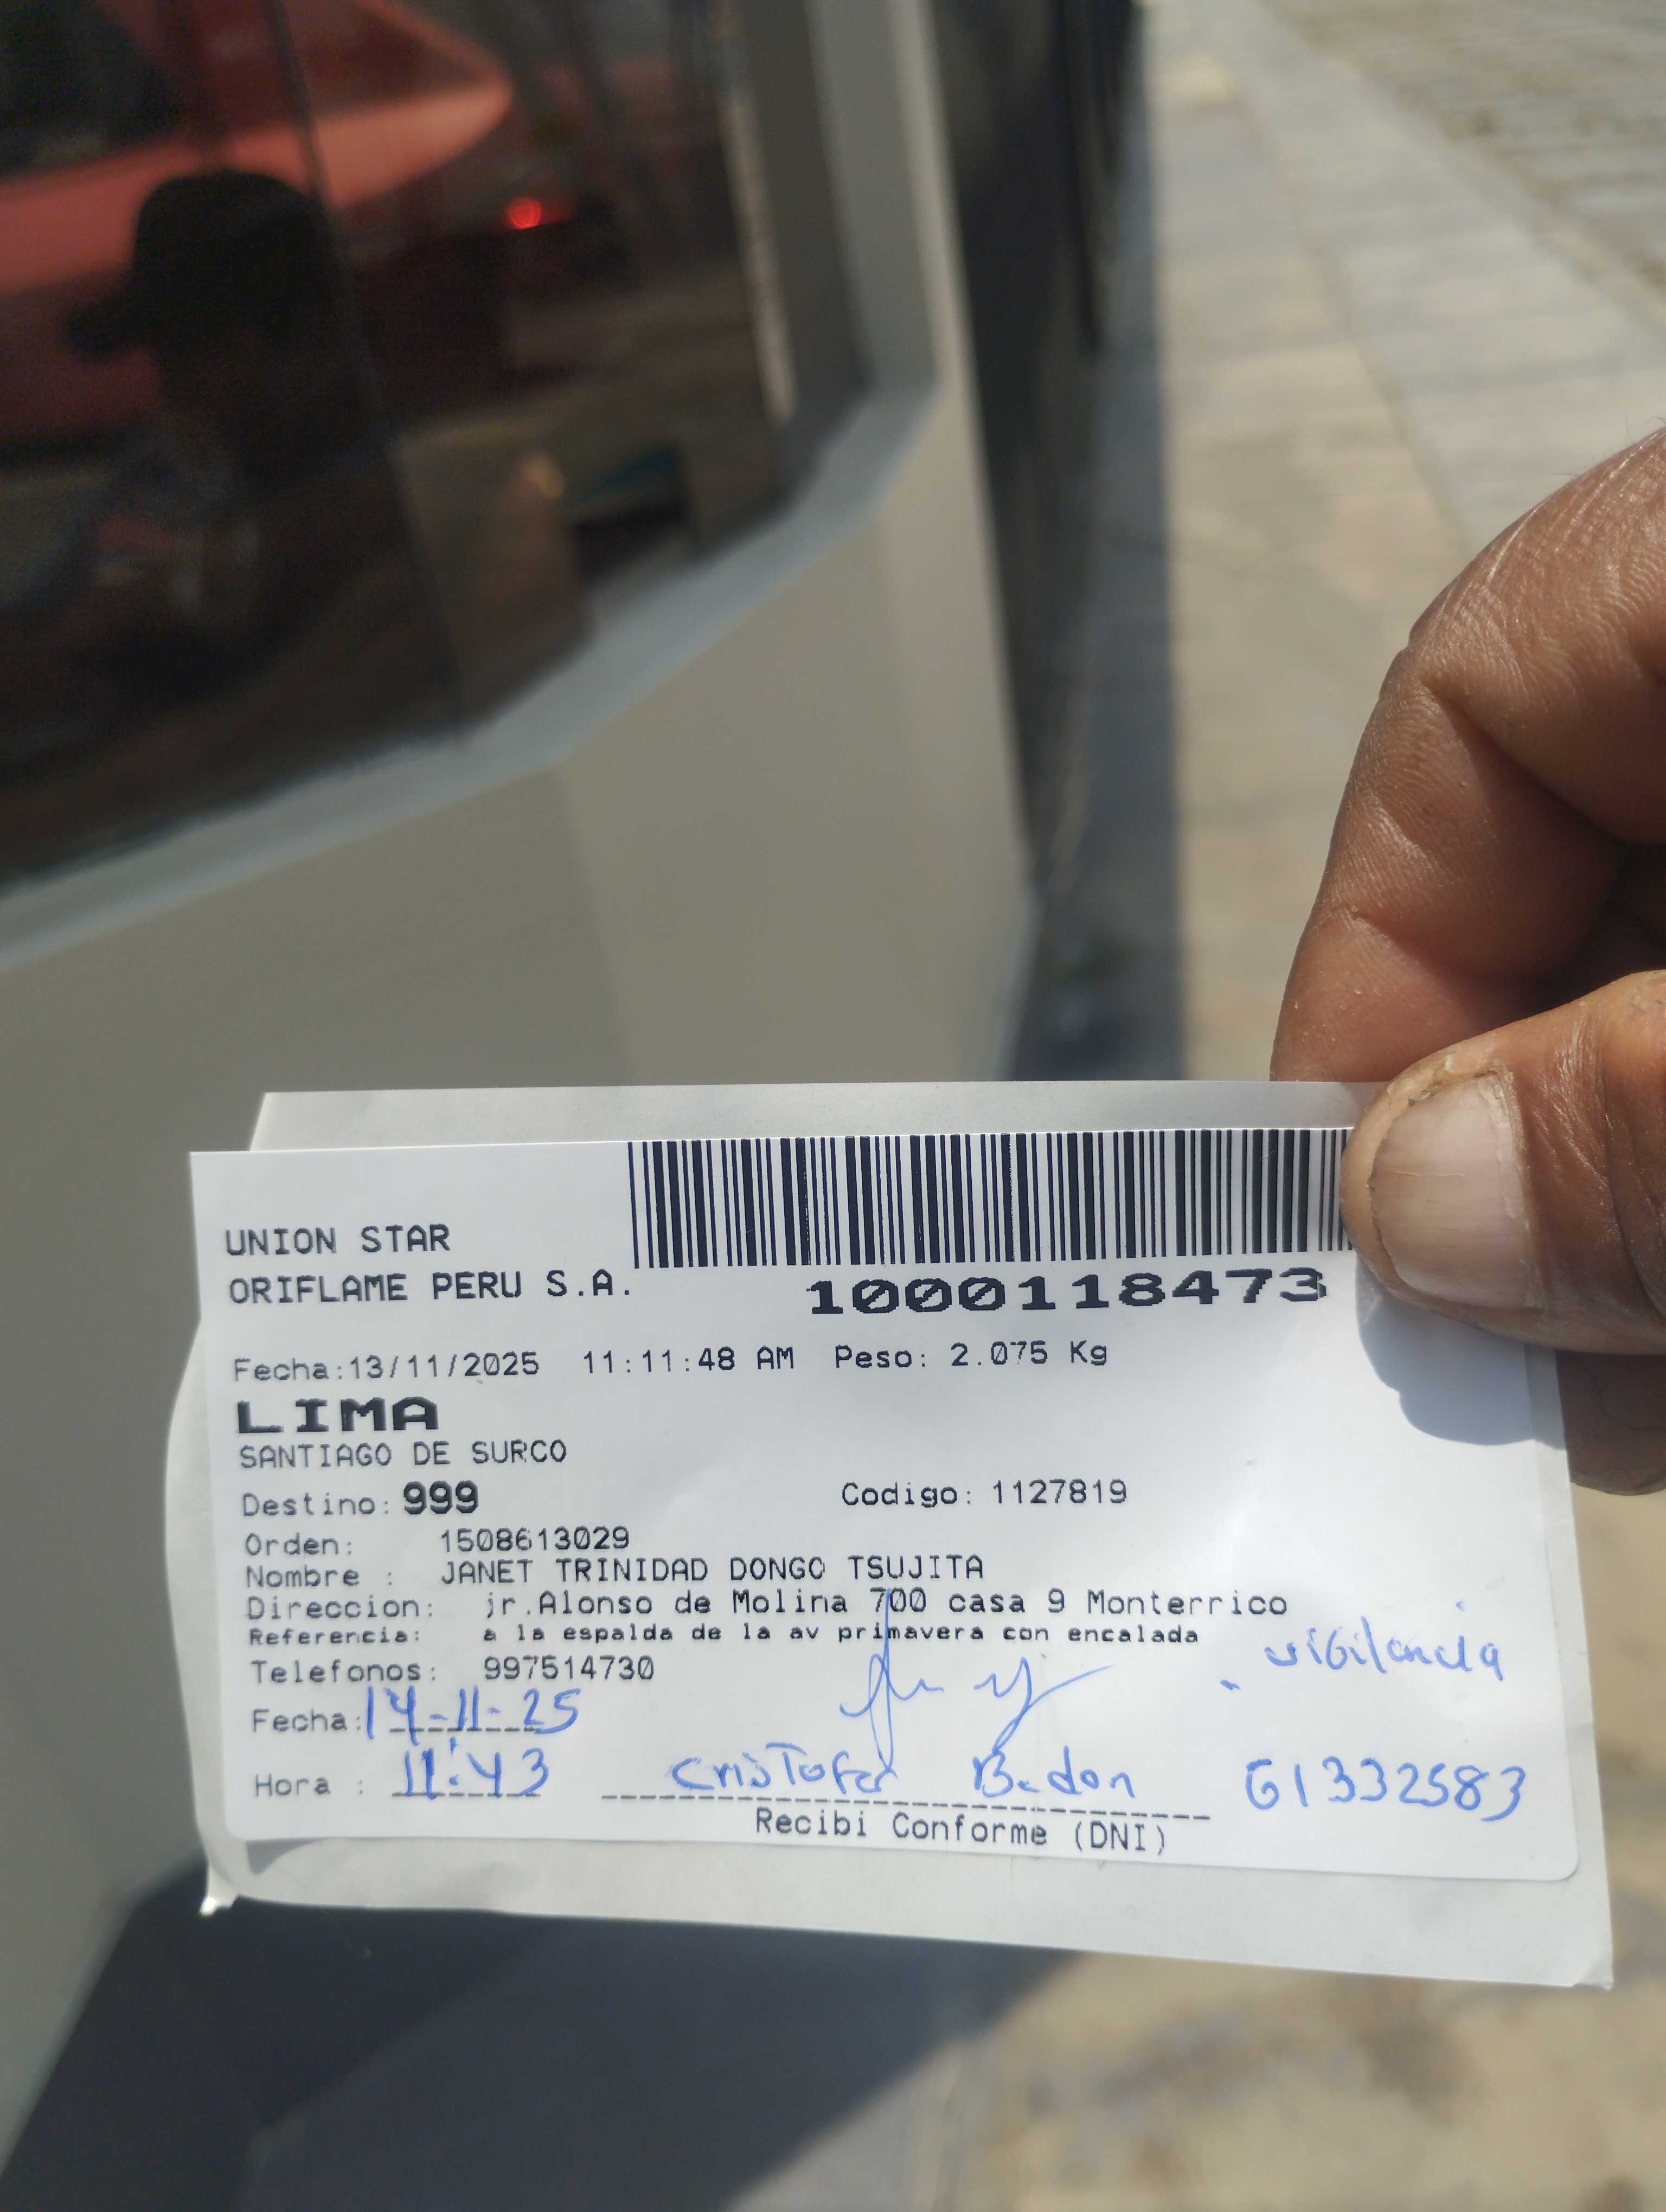 UNION STAR
ORIFLAME PERU S.A.
1000118473
Fecha:13/11/2025 11:11:48 AM Peso: 2.075 Kg
LIMA
SANTIAGO DE SURCO
Destino: 999 Codigo: 1127819
Orden: 1508613029
Nombre : JANET TRINIDAD DONGO TSUJITA
Direccion: jr.Alonso de Molina 700 casa 9 Monterrico
Referencia: a la espalda de la av primavera con encalada
vigilancia
Telefonos: 997514730
Fecha: 14-11-25
Hora : 11:43 Cristofer 61332583
Recibi Conforme (DNI)